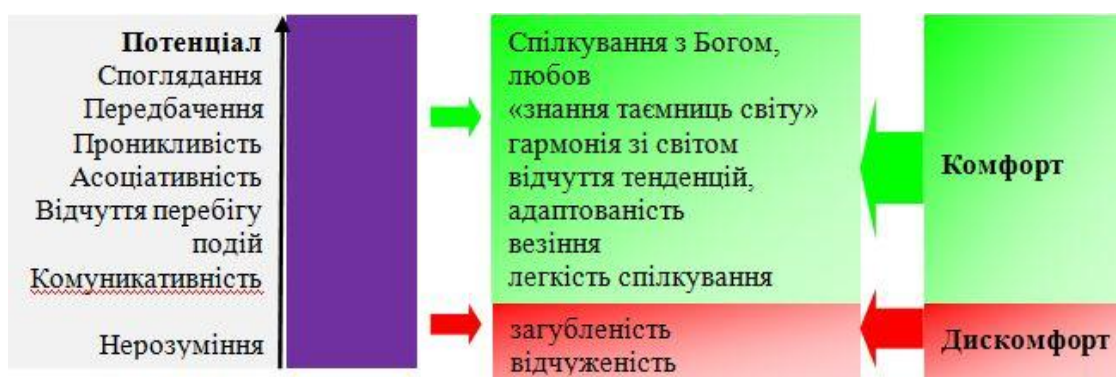 Потенціал
Споглядання
Передбачення
Проникливість
Асоціативність
Відчуття перебігу
подій
Комуникативність
Нерозуміння
Спілкування з Богом,
любов
«знання таємниць світу»
гармонія зі світом
відчуття тенденцій,
адаптованість
везіння
легкість спілкування
загубленість
відчуженість
Комфорт
Дискомфорт